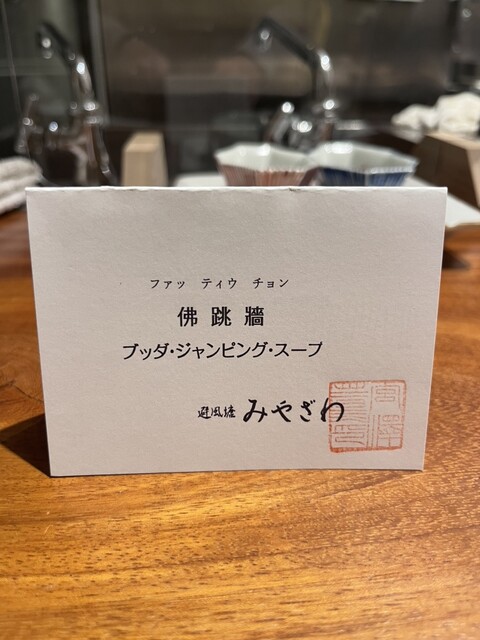 ファッ ティウ チョン
佛跳牆
ブッダ・ジャンピング・スープ
避風塘 みやざわ